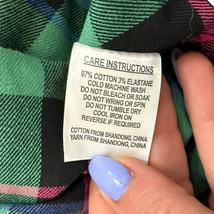 CARE INSTRUCTIONS
97% COTTON 3% ELASTANE
COLD MACHINE WASH
DO NOT BLEACH OR SOAK
DO NOT WRING OR RUB
DO NOT TUMBLE DRY
COOL IRON ON
REVERSE IF REQUIRED
COTTON FROM SHANDONG, CHINA
YARN FROM SHANDONG, CHINA